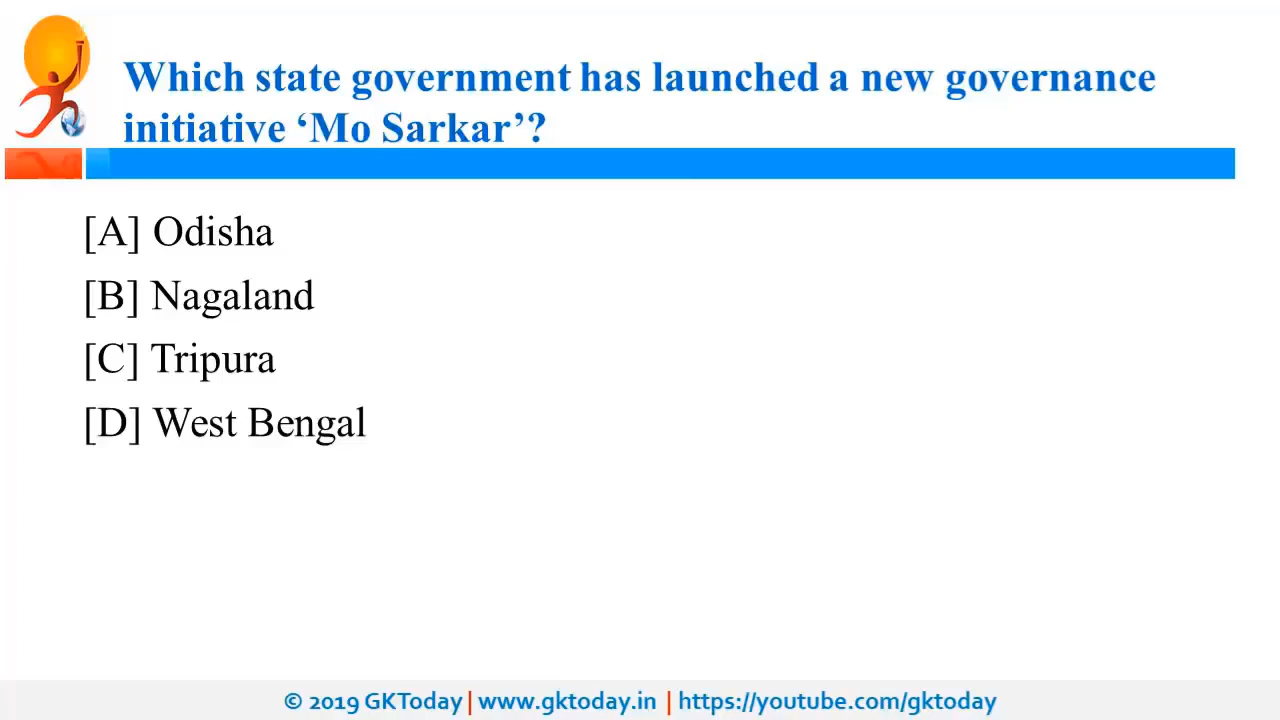 Which state government has launched a new governance
initiative ‘Mo Sarkar’?
[A] Odisha
[B] Nagaland
[C] Tripura
[D] West Bengal
© 2019 GKToday | www.gktoday.in | https://youtube.com/gktoday